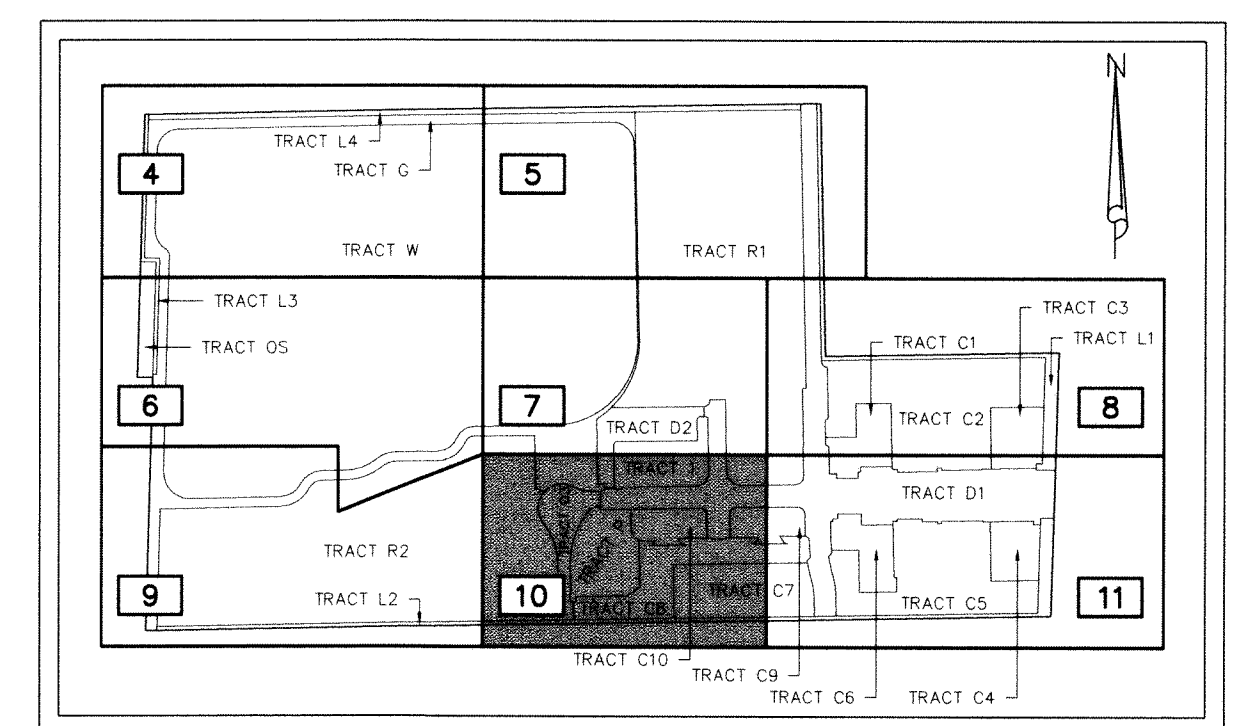 N
TRACT L4
4
5
TRACT G
TRACT W
TRACT R1
TRACT L3
TRACT C3
TRACT OS
TRACT C1
TRACT L1
6
7
8
TRACT C2
TRACT D2
TRACT J
TRACT D1
TRACT
TRACT
TRACT R2
9
TRACT L2
10
TRACT C8
TRACT C7
TRACT C5
11
TRACT C10
TRACT C9
TRACT C6
TRACT C4